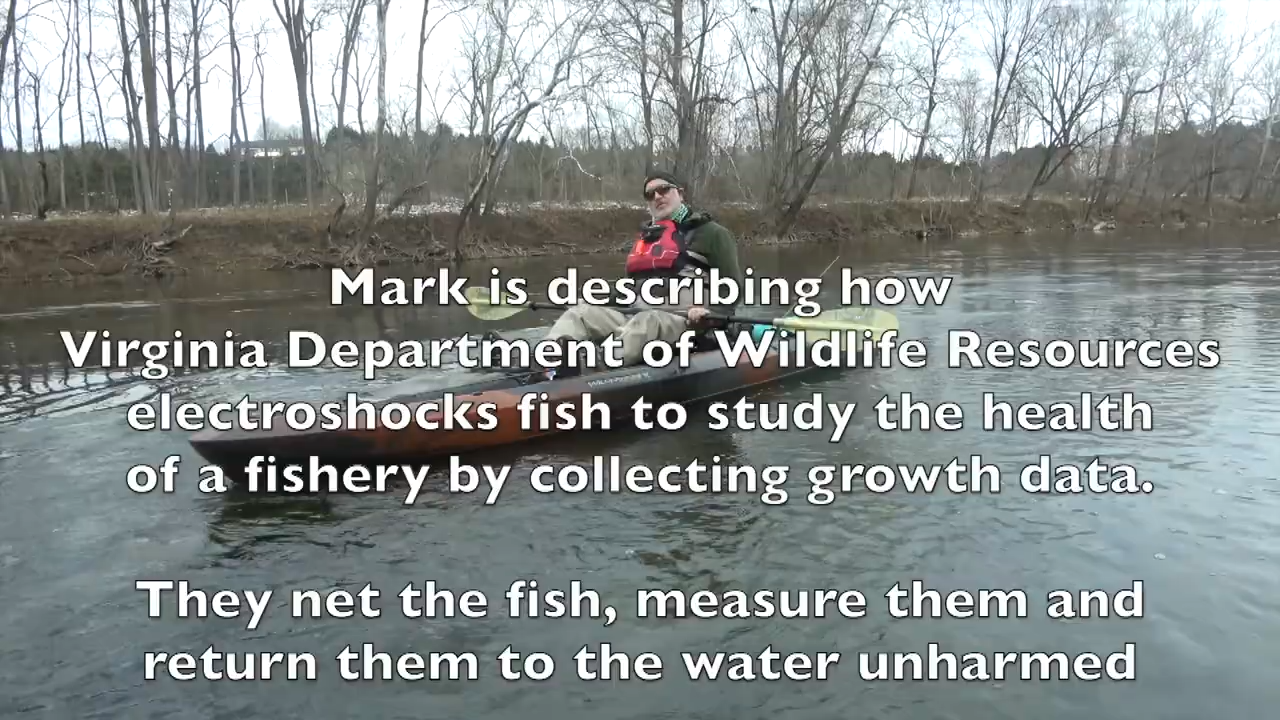 Mark is describing how
Virginia Department of Wildlife Resources
electroshocks fish to study the health
of a fishery by collecting growth data.
They net the fish, measure them and
return them to the water unharmed